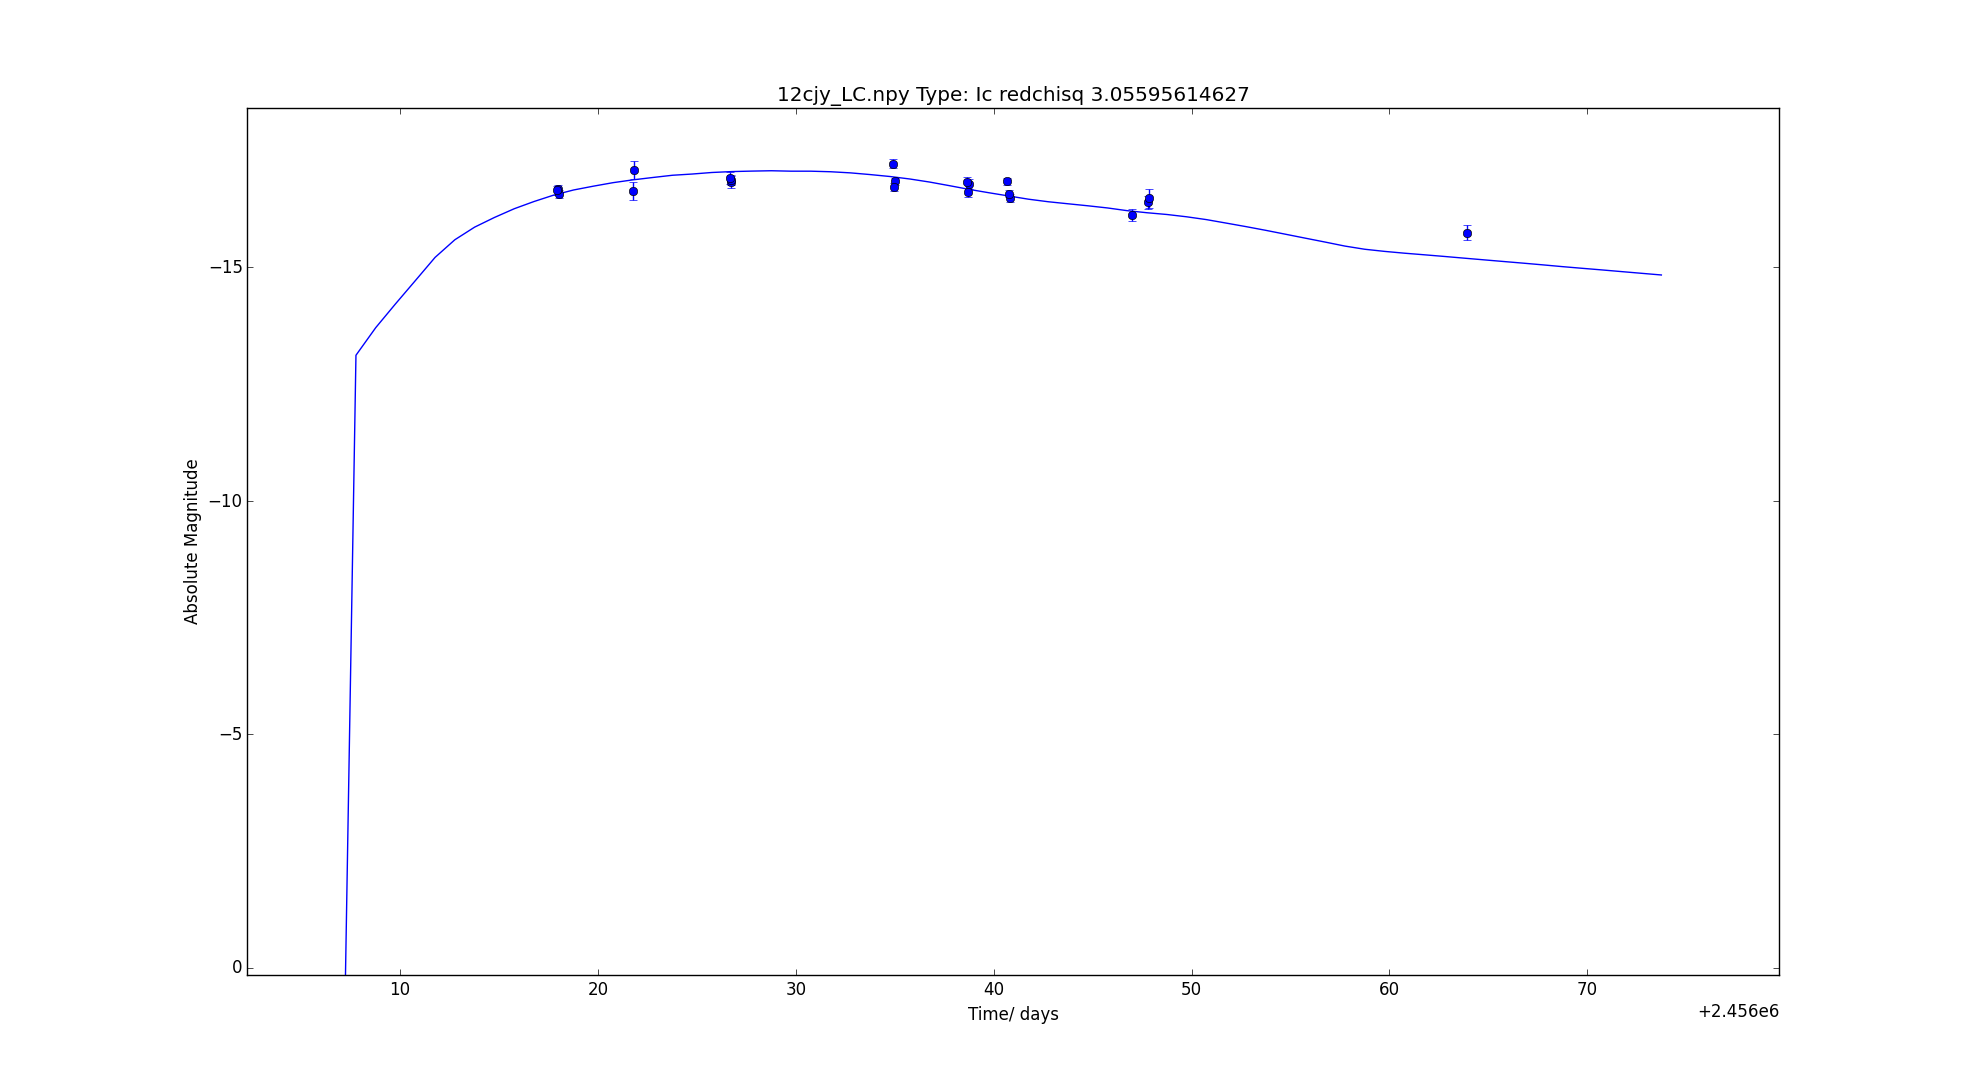 12cjy_LC.npy Type: Ic redchisq 3.05595614627
Absolute Magnitude
−15
−10
−5
0
10 20 30 40 50 60 70
Time/ days
+2.456e6